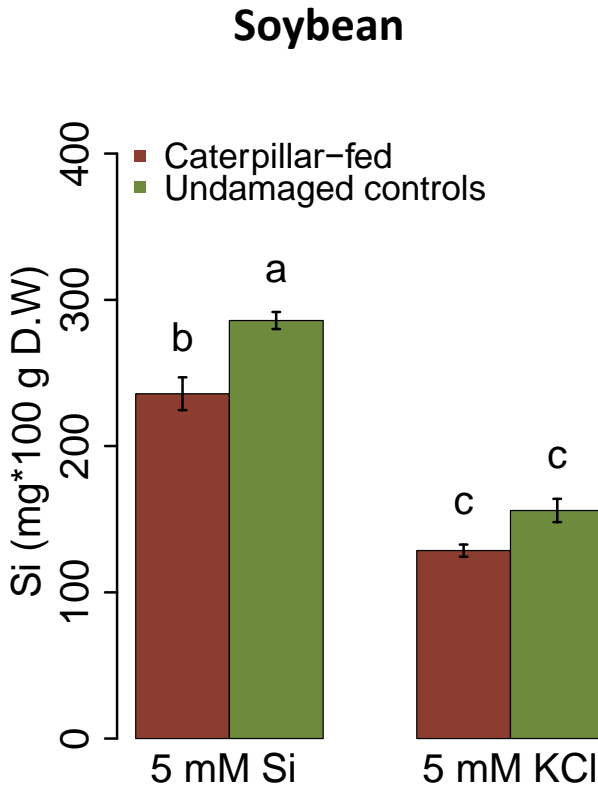 Soybean
Caterpillar−fed
Undamaged controls
Si (mg*100 g D.W)
400
300
200
100
0
b
a
c
c
5 mM Si
5 mM KCl